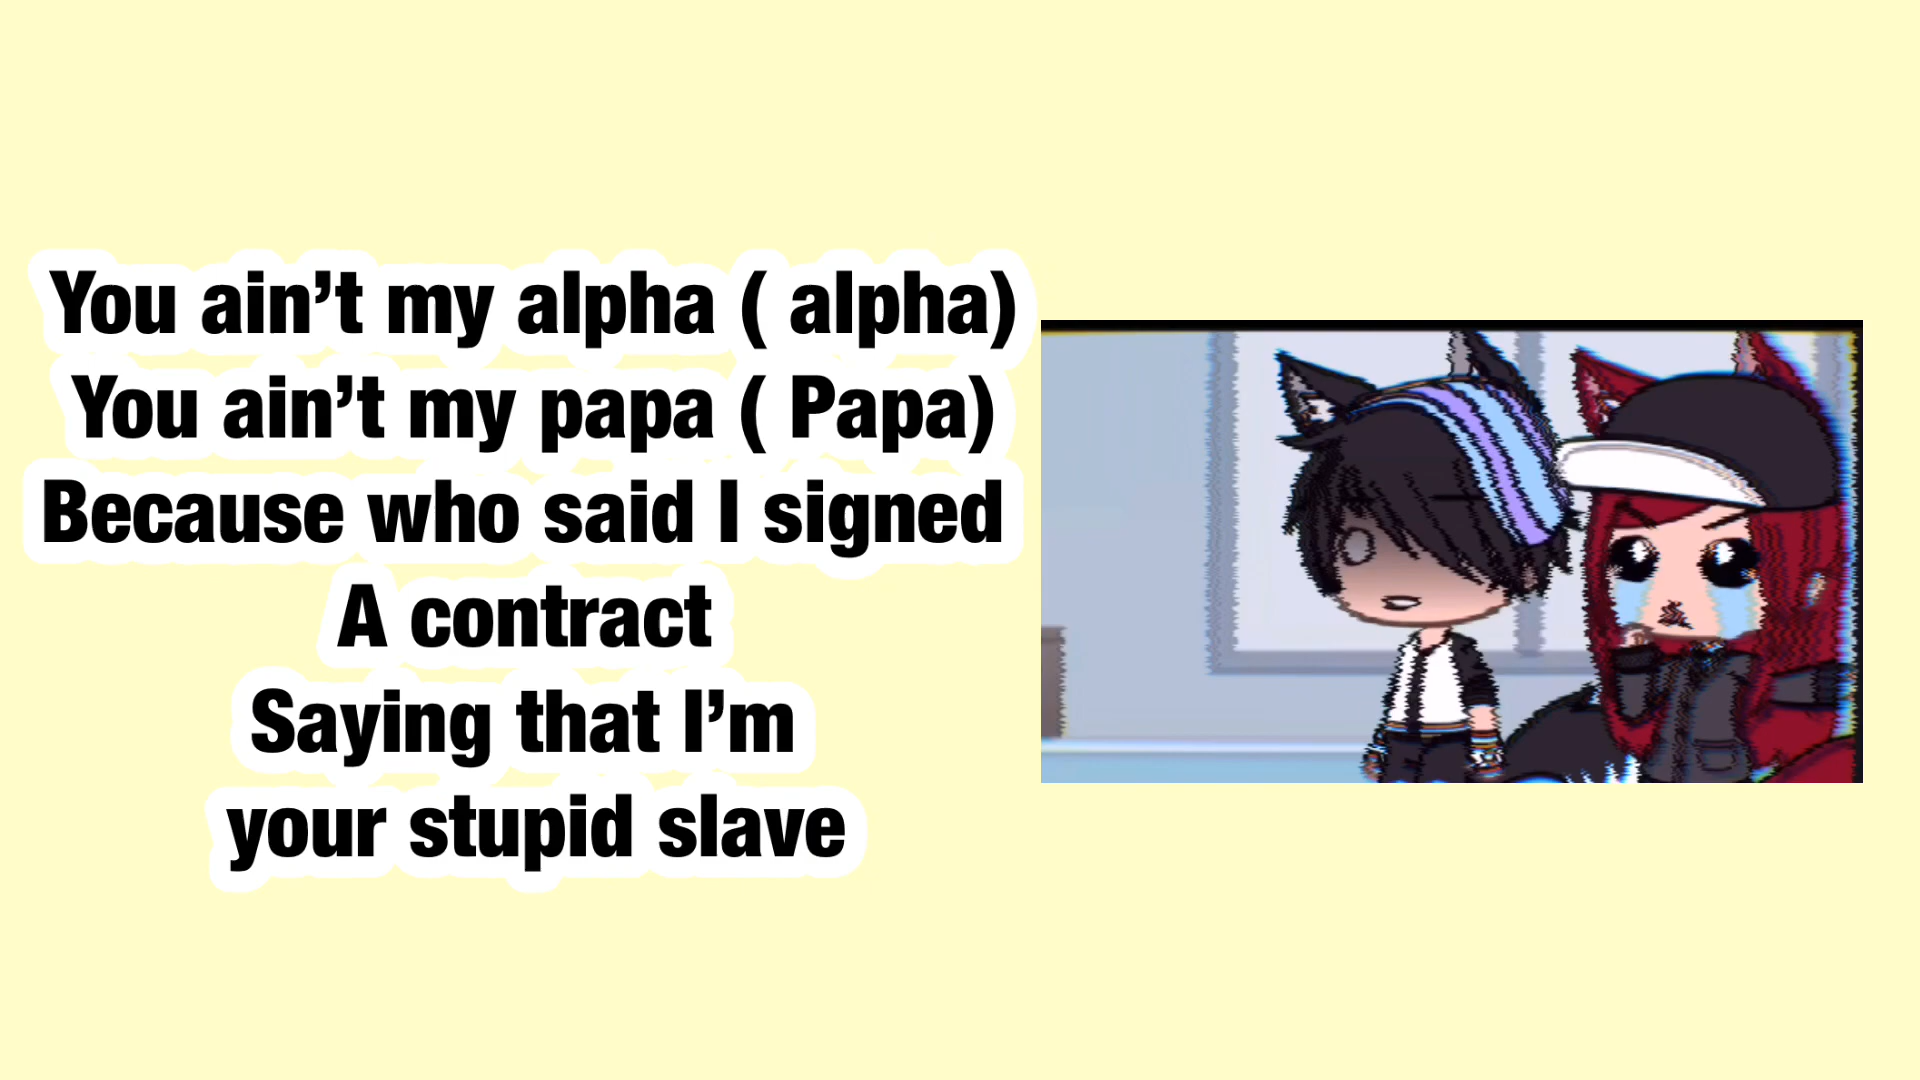 You ain’t my alpha ( alpha)
You ain’t my papa ( Papa)
Because who said I signed
A contract
Saying that I’m
your stupid slave